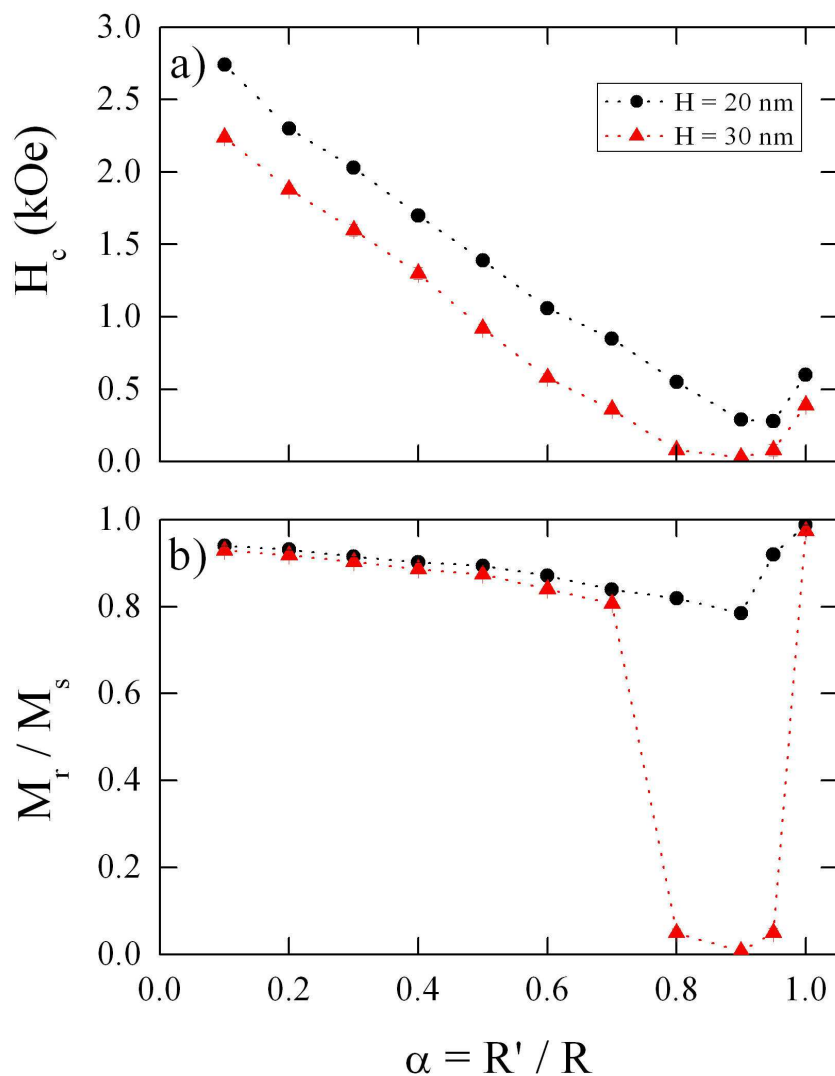 3.0
a)
H = 20 nm
2.5
H = 30 nm
2.0
H_c (kOe)
1.5
1.0
0.5
0.0
1.0
b)
0.8
0.6
M_r / M_s
0.4
0.2
0.0
0.0 0.2 0.4 0.6 0.8 1.0
α = R' / R